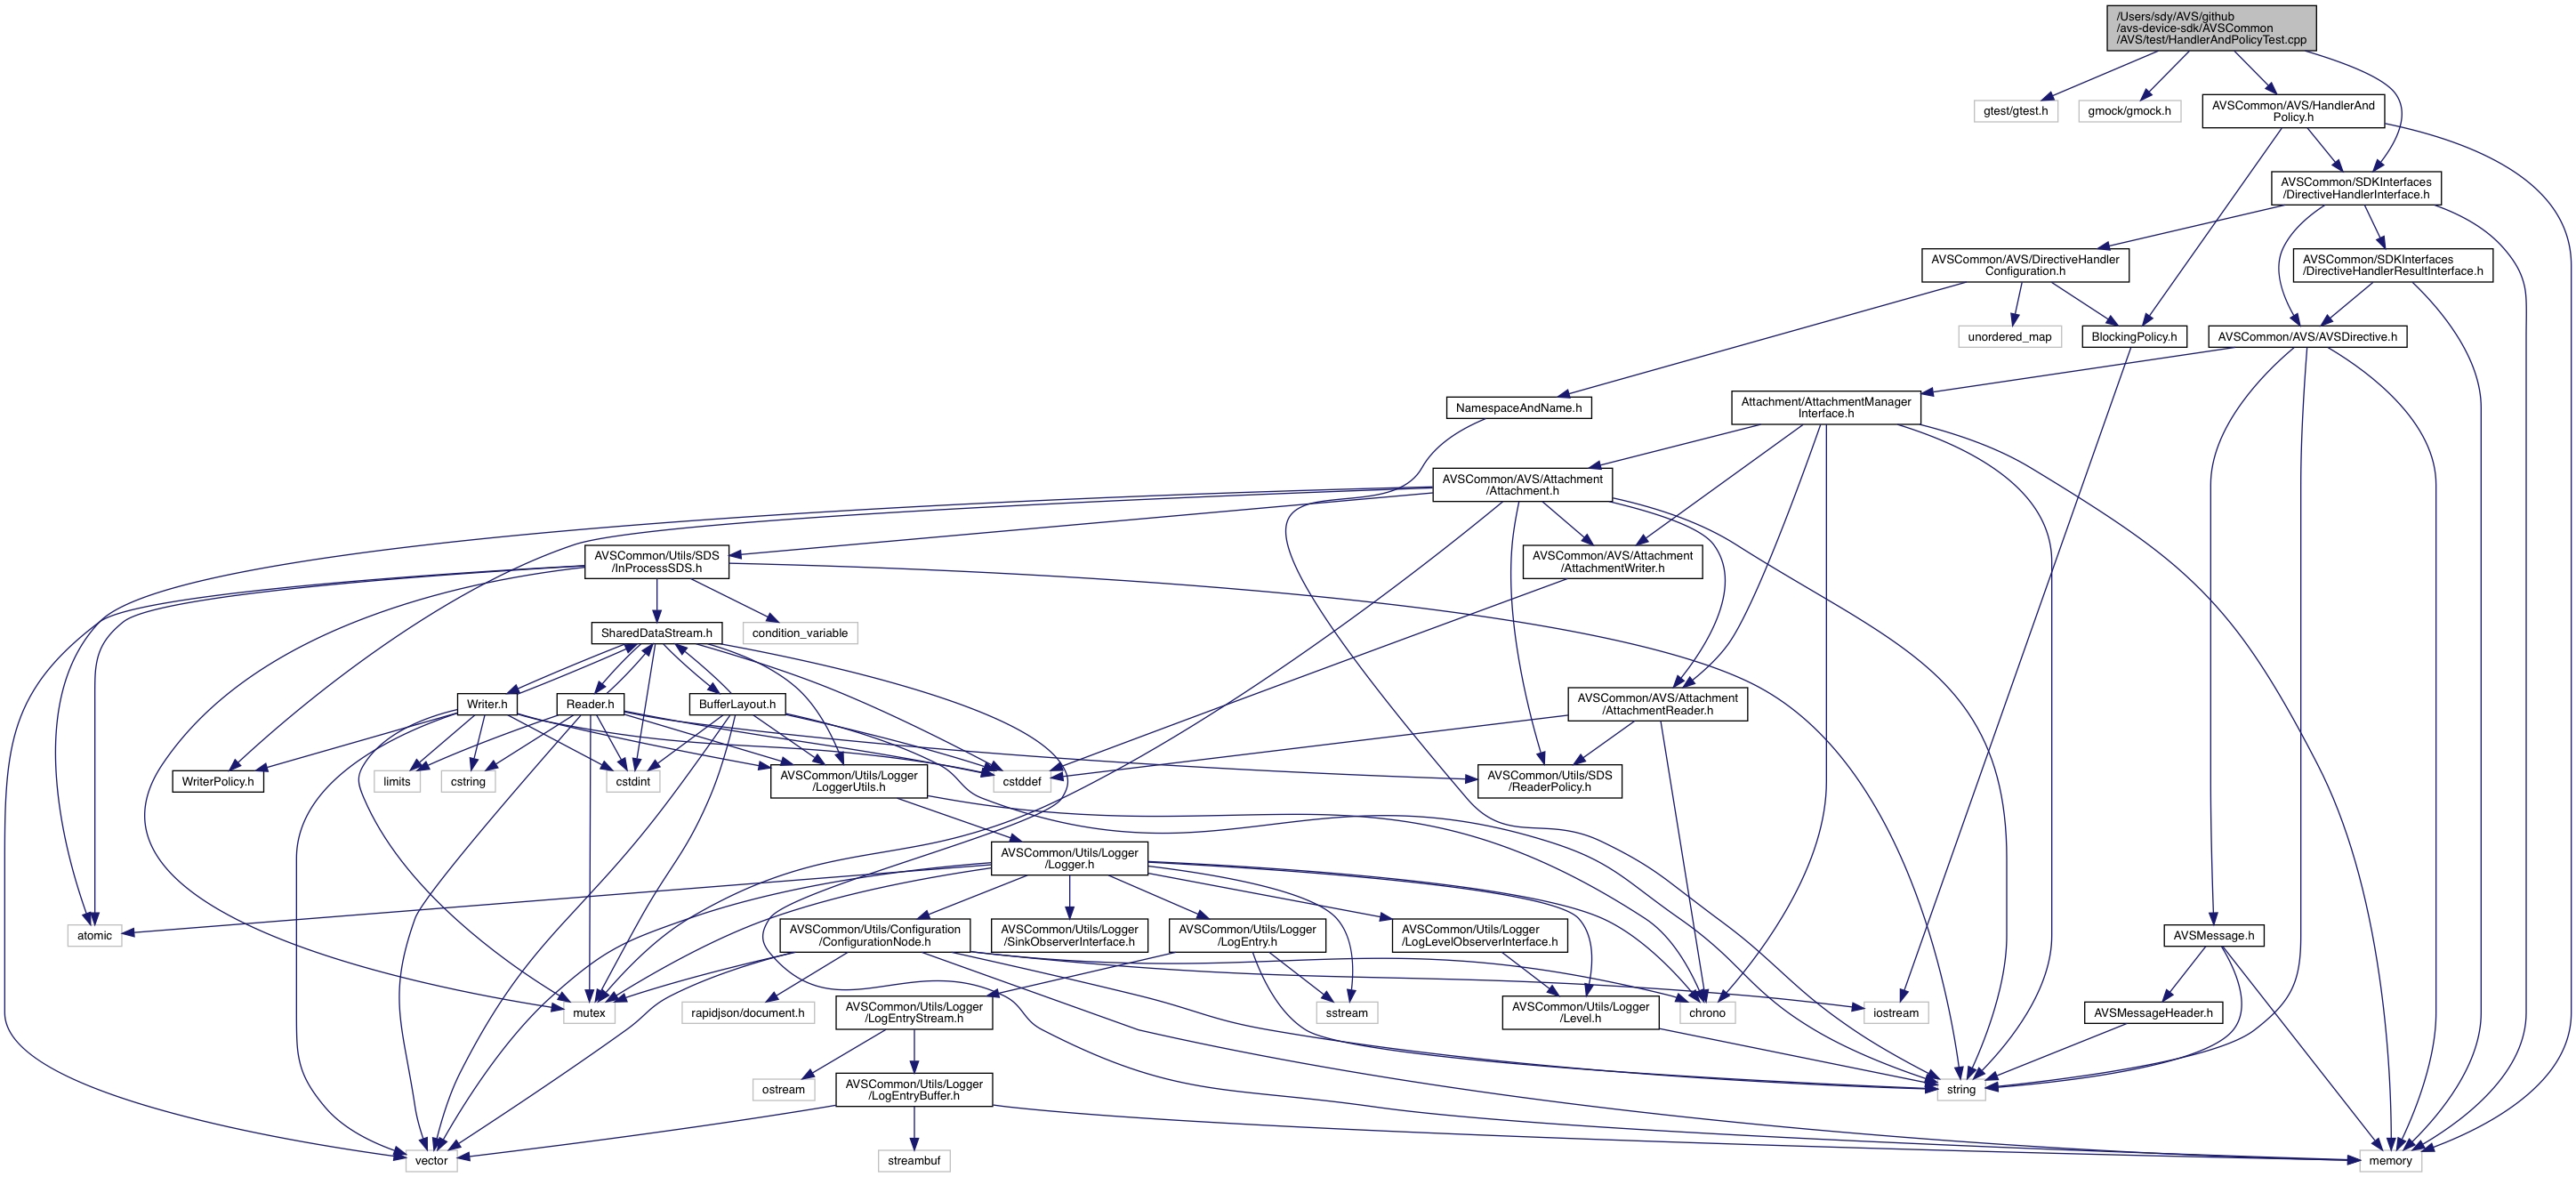 /Users/sdy/AVS/github
/avs-device-sdk/AVSCommon
/AVS/test/HandlerAndPolicyTest.cpp
gtest/gtest.h
gmock/gmock.h
AVSCommon/AVS/HandlerAnd
Policy.h
AVSCommon/SDKInterfaces
/DirectiveHandlerInterface.h
AVSCommon/AVS/DirectiveHandler
Configuration.h
AVSCommon/SDKInterfaces
/DirectiveHandlerResultInterface.h
unordered_map
BlockingPolicy.h
AVSCommon/AVS/AVSDirective.h
NamespaceAndName.h
Attachment/AttachmentManager
Interface.h
AVSCommon/AVS/Attachment
/Attachment.h
AVSCommon/Utils/SDS
/InProcessSDS.h
AVSCommon/AVS/Attachment
/AttachmentWriter.h
SharedDataStream.h
condition_variable
Writer.h
Reader.h
BufferLayout.h
AVSCommon/AVS/Attachment
/AttachmentReader.h
WriterPolicy.h
limits
cstring
cstdint
AVSCommon/Utils/Logger
/LoggerUtils.h
cstddef
AVSCommon/Utils/SDS
/ReaderPolicy.h
AVSCommon/Utils/Logger
/Logger.h
atomic
AVSCommon/Utils/Configuration
/ConfigurationNode.h
AVSCommon/Utils/Logger
/SinkObserverInterface.h
AVSCommon/Utils/Logger
/LogEntry.h
AVSCommon/Utils/Logger
/LogLevelObserverInterface.h
AVSMessage.h
mutex
rapidjson/document.h
AVSCommon/Utils/Logger
/LogEntryStream.h
sstream
AVSCommon/Utils/Logger
/Level.h
chrono
iostream
AVSMessageHeader.h
ostream
AVSCommon/Utils/Logger
/LogEntryBuffer.h
string
vector
streambuf
memory